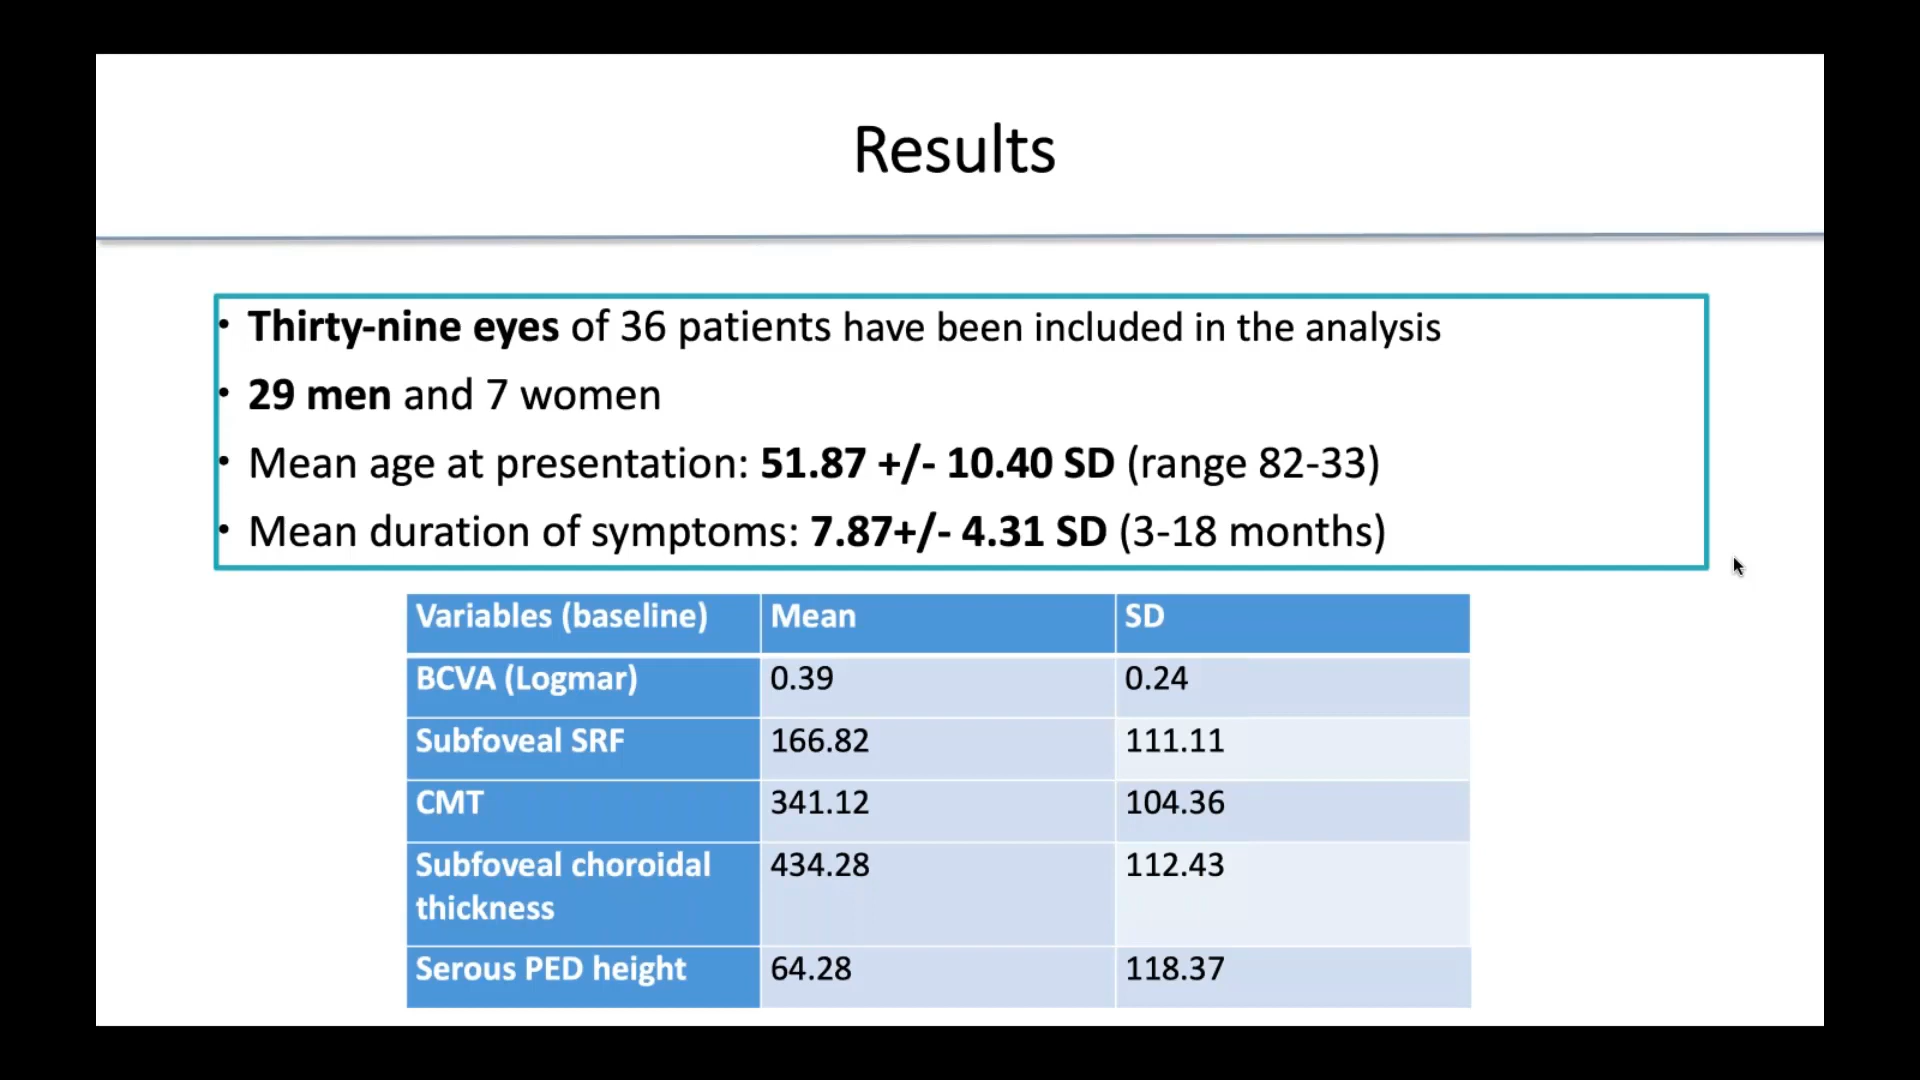 Results
• Thirty-nine eyes of 36 patients have been included in the analysis
• 29 men and 7 women
• Mean age at presentation: 51.87 +/- 10.40 SD (range 82-33)
• Mean duration of symptoms: 7.87+/- 4.31 SD (3-18 months)
Variables (baseline) Mean SD
BCVA (Logmar) 0.39 0.24
Subfoveal SRF 166.82 111.11
CMT 341.12 104.36
Subfoveal choroidal 434.28 112.43
thickness
Serous PED height 64.28 118.37